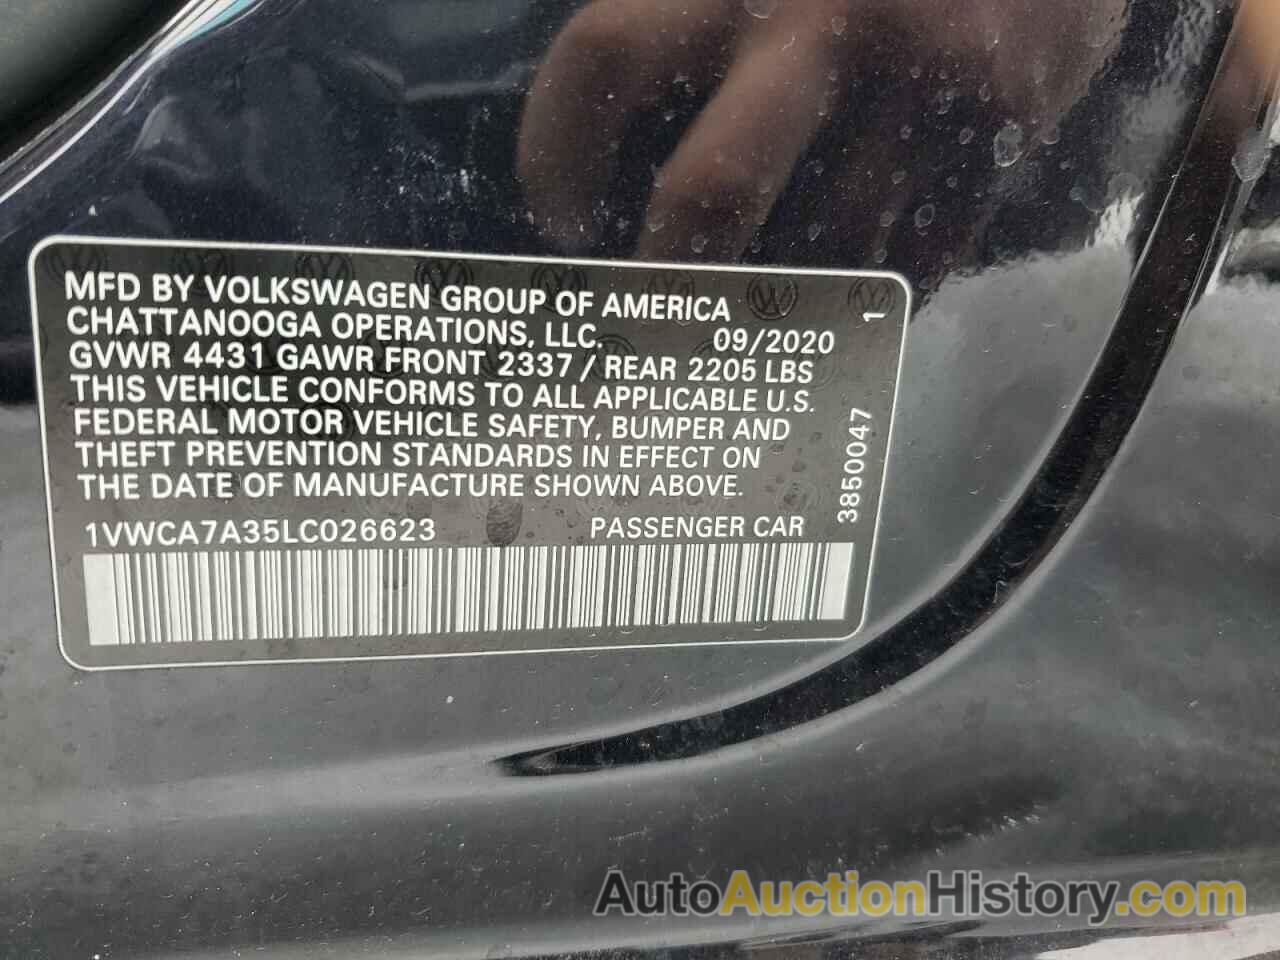 MFD BY VOLKSWAGEN GROUP OF AMERICA
CHATTANOOGA OPERATIONS, LLC. 09/2020
GVWR 4431 GAWR FRONT 2337 / REAR 2205 LBS
THIS VEHICLE CONFORMS TO ALL APPLICABLE U.S.
FEDERAL MOTOR VEHICLE SAFETY, BUMPER AND
THEFT PREVENTION STANDARDS IN EFFECT ON
THE DATE OF MANUFACTURE SHOWN ABOVE.
1VWCA7A35LC026623 PASSENGER CAR
3850047 1
AutoAuctionHistory.com